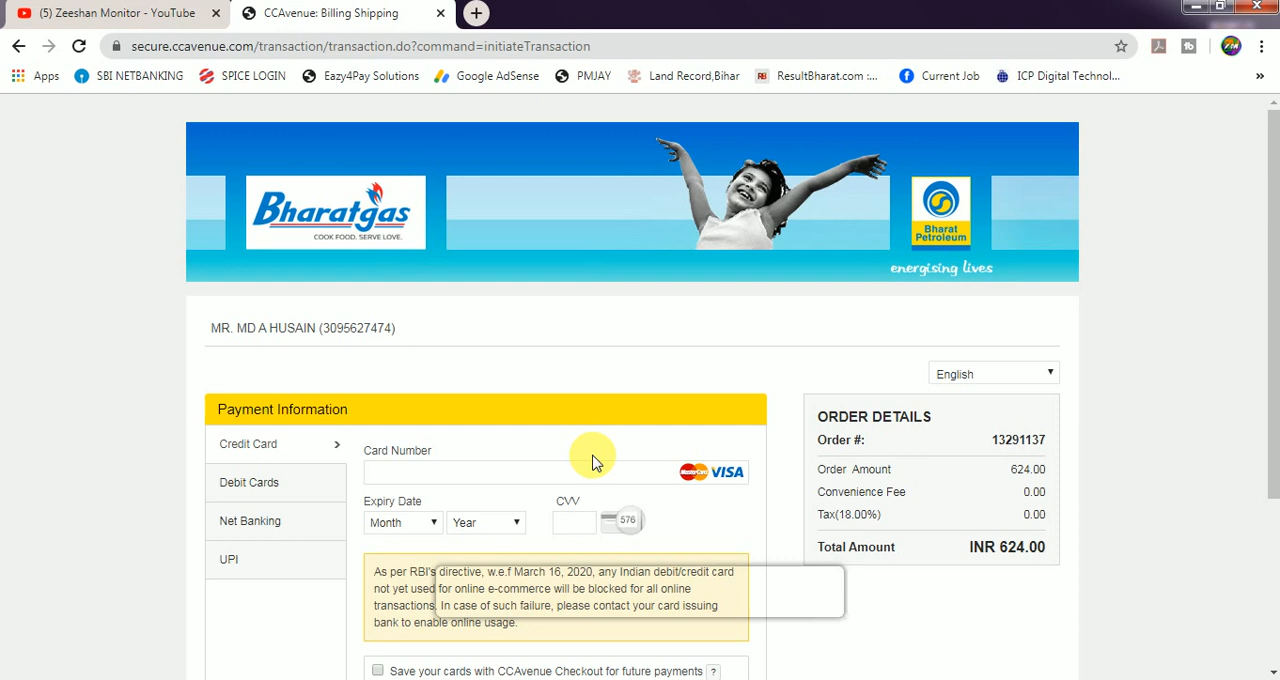 (5) Zeeshan Monitor - YouTube
CCAvenue: Billing Shipping
secure.ccavenue.com/transaction/transaction.do?command=initiateTransaction
Apps SBI NETBANKING SPICE LOGIN Eazy4Pay Solutions Google AdSense PMJAY Land Record,Bihar ResultBharat.com :... Current Job ICP Digital Technol... »
Bharatgas
COOK FOOD. SERVE LOVE.
Bharat
Petroleum
energising lives
MR. MD A HUSAIN (3095627474)
English
Payment Information
Credit Card
Debit Cards
Net Banking
UPI
Card Number
MasterCard VISA
Expiry Date CVV
Month Year 576
As per RBI's directive, w.e.f March 16, 2020, any Indian debit/credit card
not yet used for online e-commerce will be blocked for all online
transactions. In case of such failure, please contact your card issuing
bank to enable online usage.
Save your cards with CCAvenue Checkout for future payments ?
ORDER DETAILS
Order #: 13291137
Order Amount 624.00
Convenience Fee 0.00
Tax(18.00%) 0.00
Total Amount INR 624.00